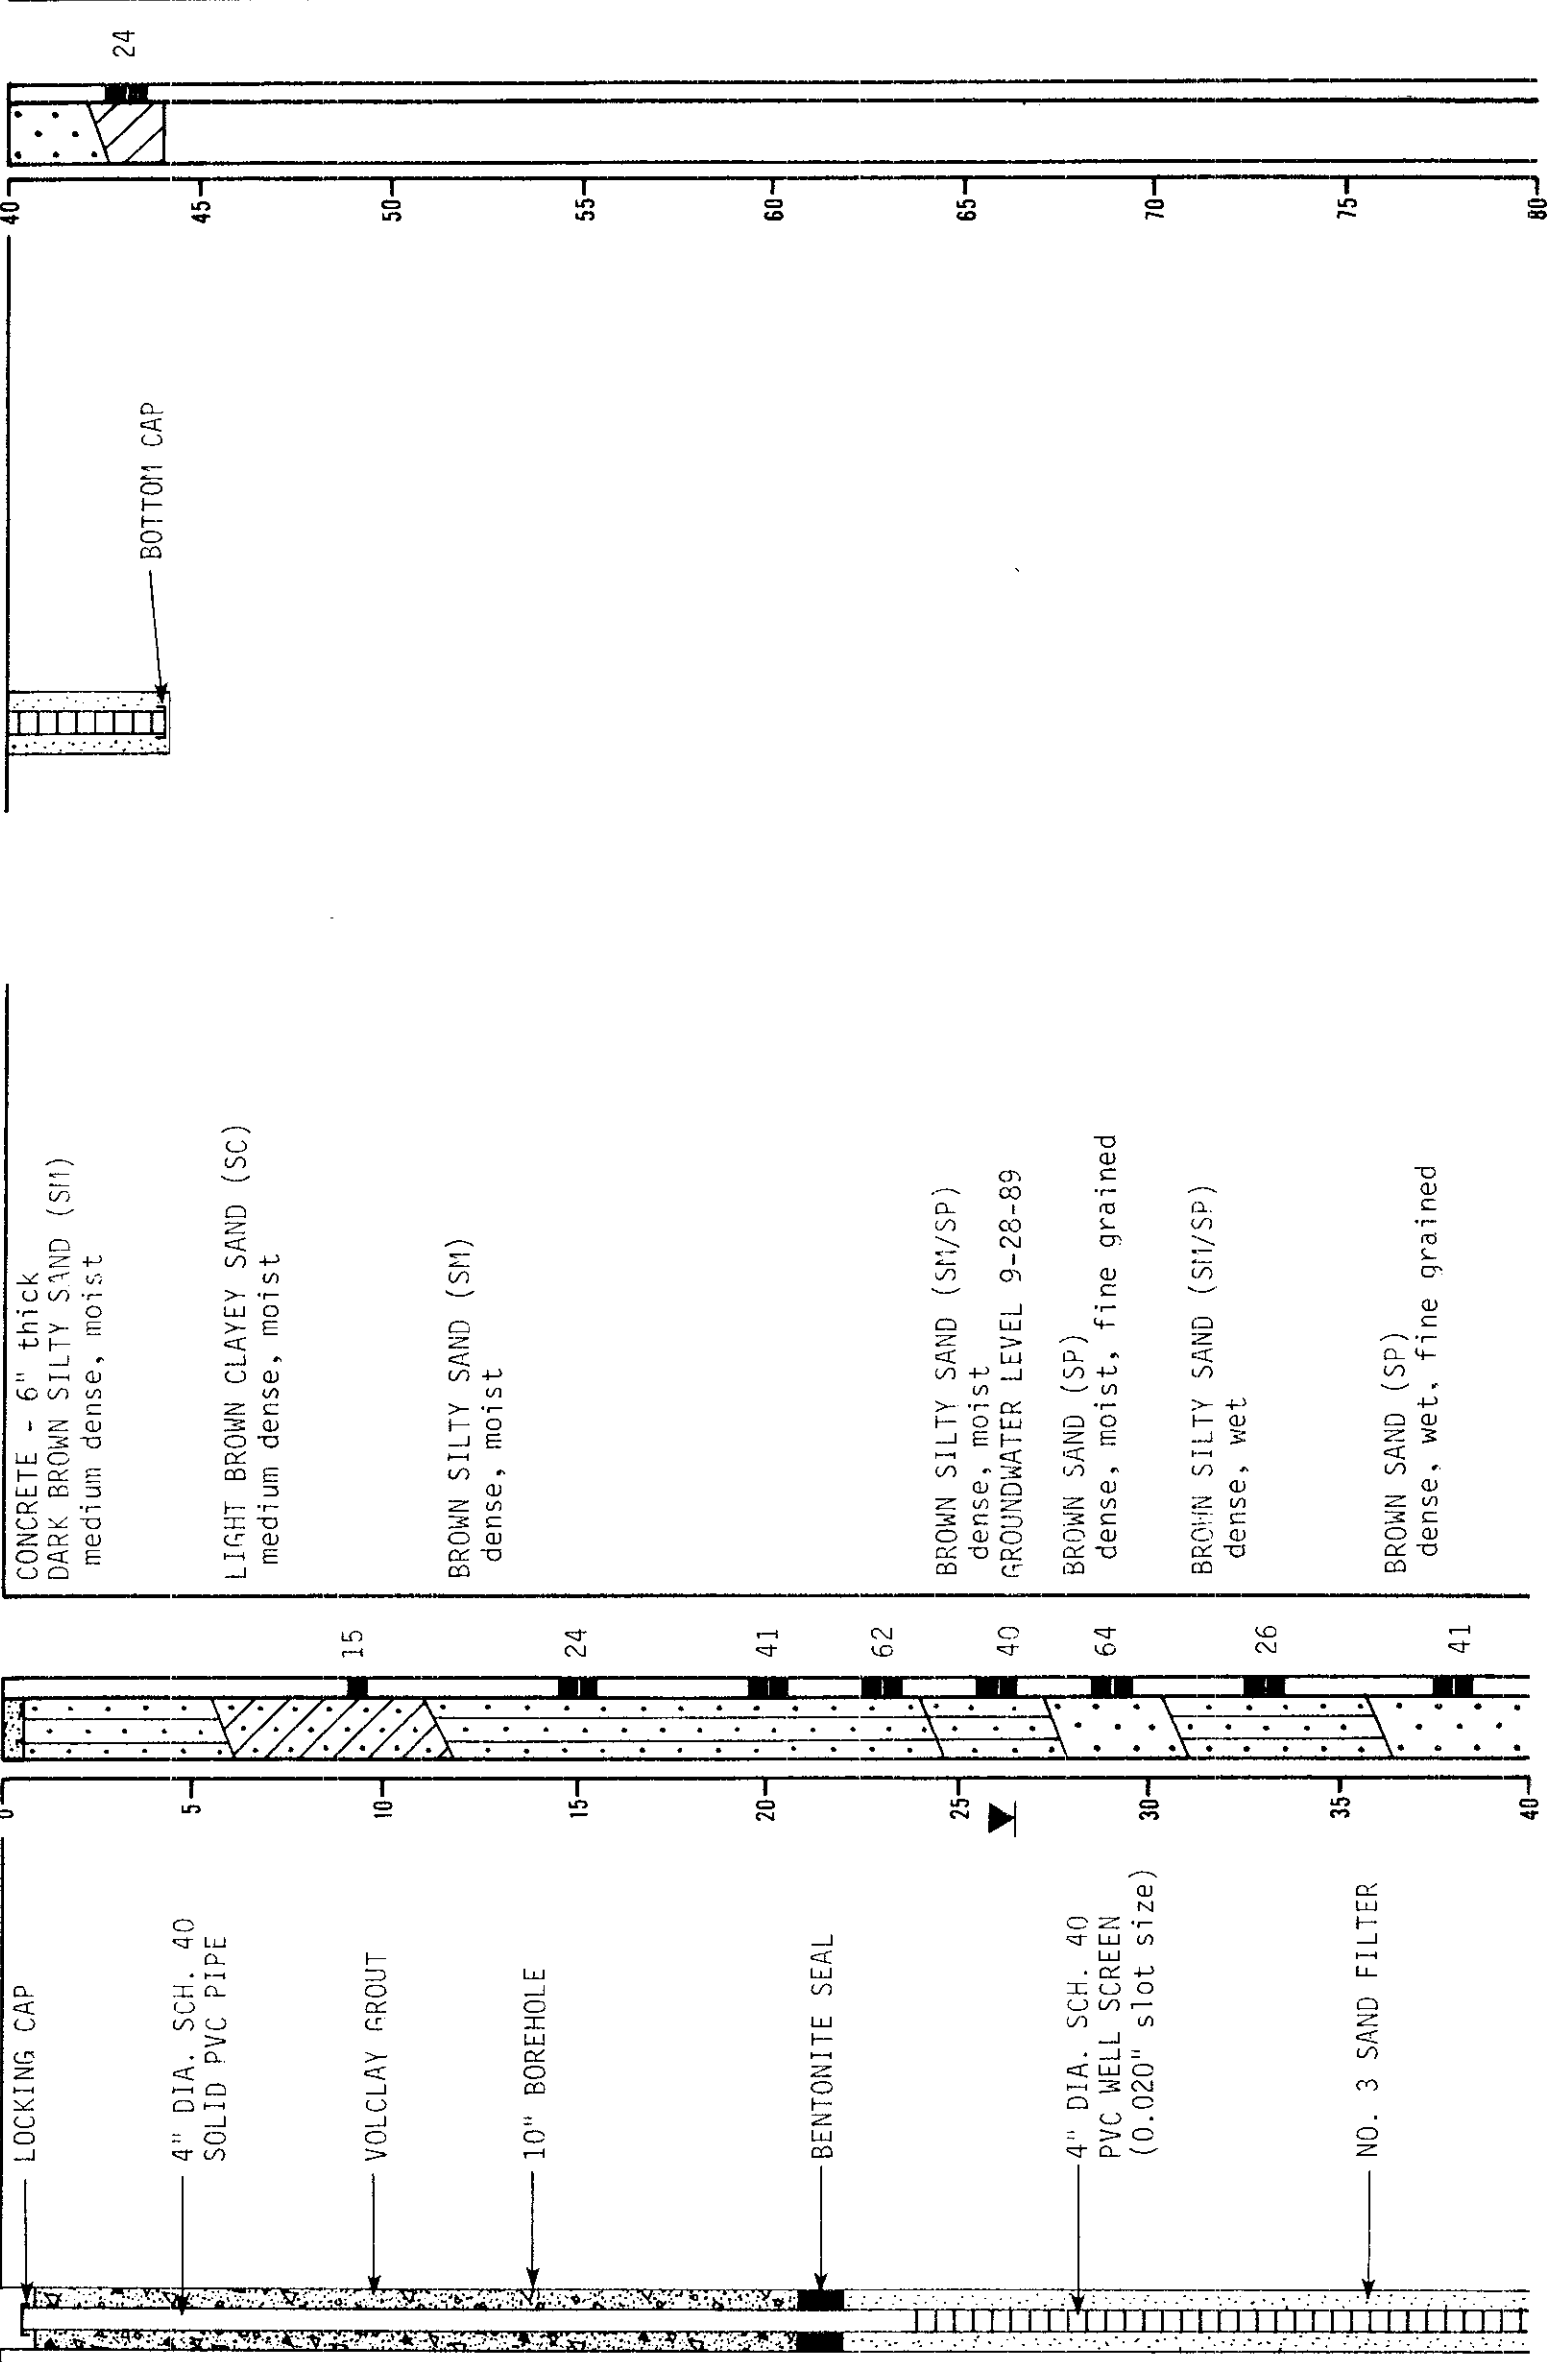 LOCKING CAP
4" DIA. SCH. 40
SOLID PVC PIPE
VOLCLAY GROUT
10" BOREHOLE
BENTONITE SEAL
4" DIA. SCH. 40
PVC WELL SCREEN
(0.020" slot size)
NO. 3 SAND FILTER
0
5
10
15
20
25
30
35
40
15
24
41
62
40
64
26
41
CONCRETE - 6" thick
DARK BROWN SILTY SAND (SM)
medium dense, moist
LIGHT BROWN CLAYEY SAND (SC)
medium dense, moist
BROWN SILTY SAND (SM)
dense, moist
BROWN SILTY SAND (SM/SP)
dense, moist
GROUNDWATER LEVEL 9-28-89
BROWN SAND (SP)
dense, moist, fine grained
BROWN SILTY SAND (SM/SP)
dense, wet
BROWN SAND (SP)
dense, wet, fine grained
BOTTOM CAP
40
45
50
55
60
65
70
75
80
24